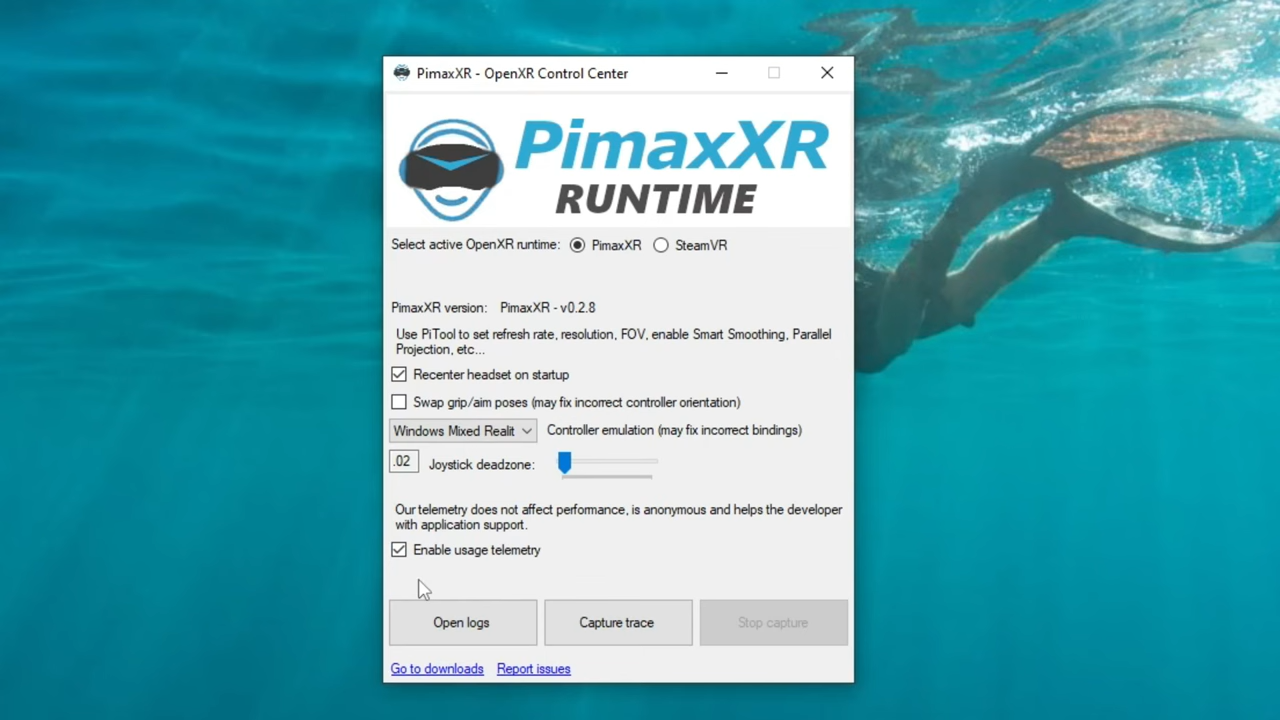 PimaxXR - OpenXR Control Center
PimaxXR
RUNTIME
Select active OpenXR runtime: PimaxXR SteamVR
PimaxXR version: PimaxXR - v0.2.8
Use PiTool to set refresh rate, resolution, FOV, enable Smart Smoothing, Parallel
Projection, etc...
Recenter headset on startup
Swap grip/aim poses (may fix incorrect controller orientation)
Windows Mixed Realit Controller emulation (may fix incorrect bindings)
.02 Joystick deadzone:
Our telemetry does not affect performance, is anonymous and helps the developer
with application support.
Enable usage telemetry
Open logs Capture trace Stop capture
Go to downloads Report issues